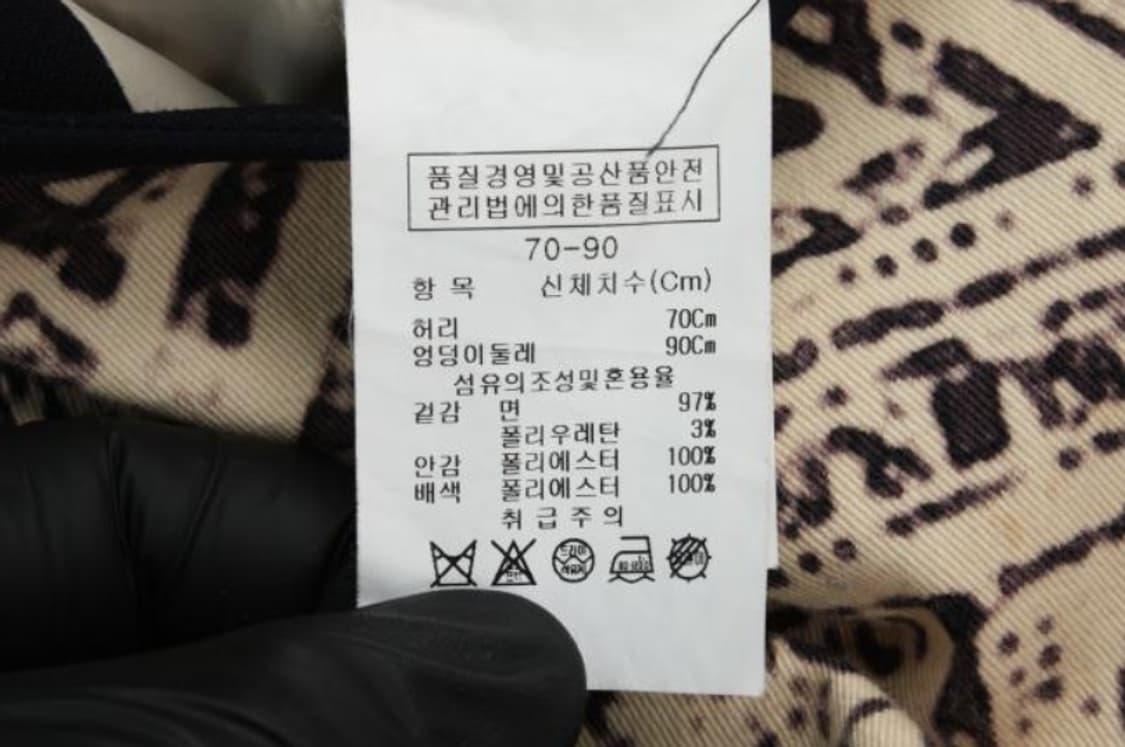 품질경영및공산품안전
관리법에의한품질표시
70-90
항 목 신체치수(Cm)
허리 70Cm
엉덩이둘레 90Cm
섬유의조성및혼용율
겉감 면 97%
폴리우레탄 3%
안감 폴리에스터 100%
배색 폴리에스터 100%
취 급 주 의